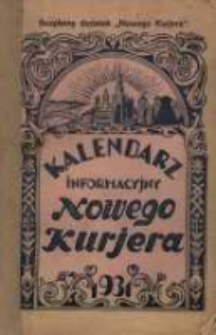 Bezpłatny dodatek „Nowego Kurjera"
KALENDARZ
INFORMACYJNY
Nowego
Kurjera
1931